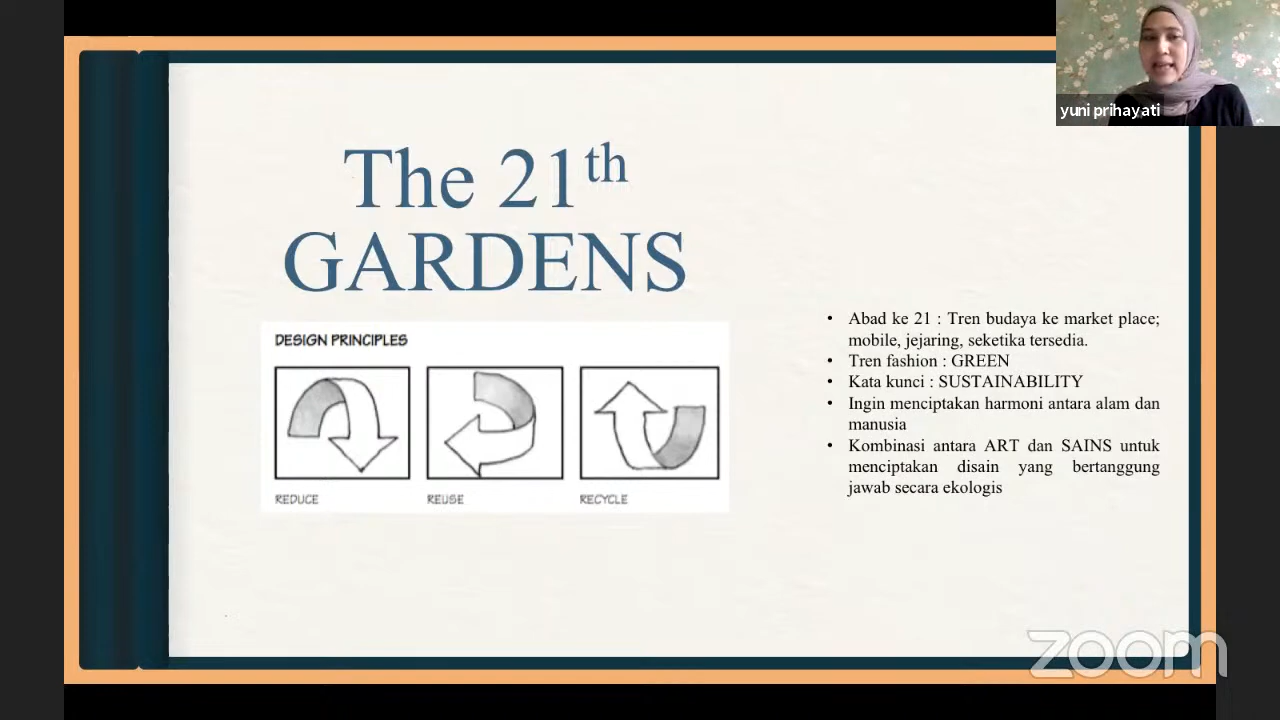 yuni prihayati
The 21th
GARDENS
DESIGN PRINCIPLES
REDUCE
REUSE
RECYCLE
• Abad ke 21 : Tren budaya ke market place;
mobile, jejaring, seketika tersedia.
• Tren fashion : GREEN
• Kata kunci : SUSTAINABILITY
• Ingin menciptakan harmoni antara alam dan
manusia
• Kombinasi antara ART dan SAINS untuk
menciptakan disain yang bertanggung
jawab secara ekologis
zoom